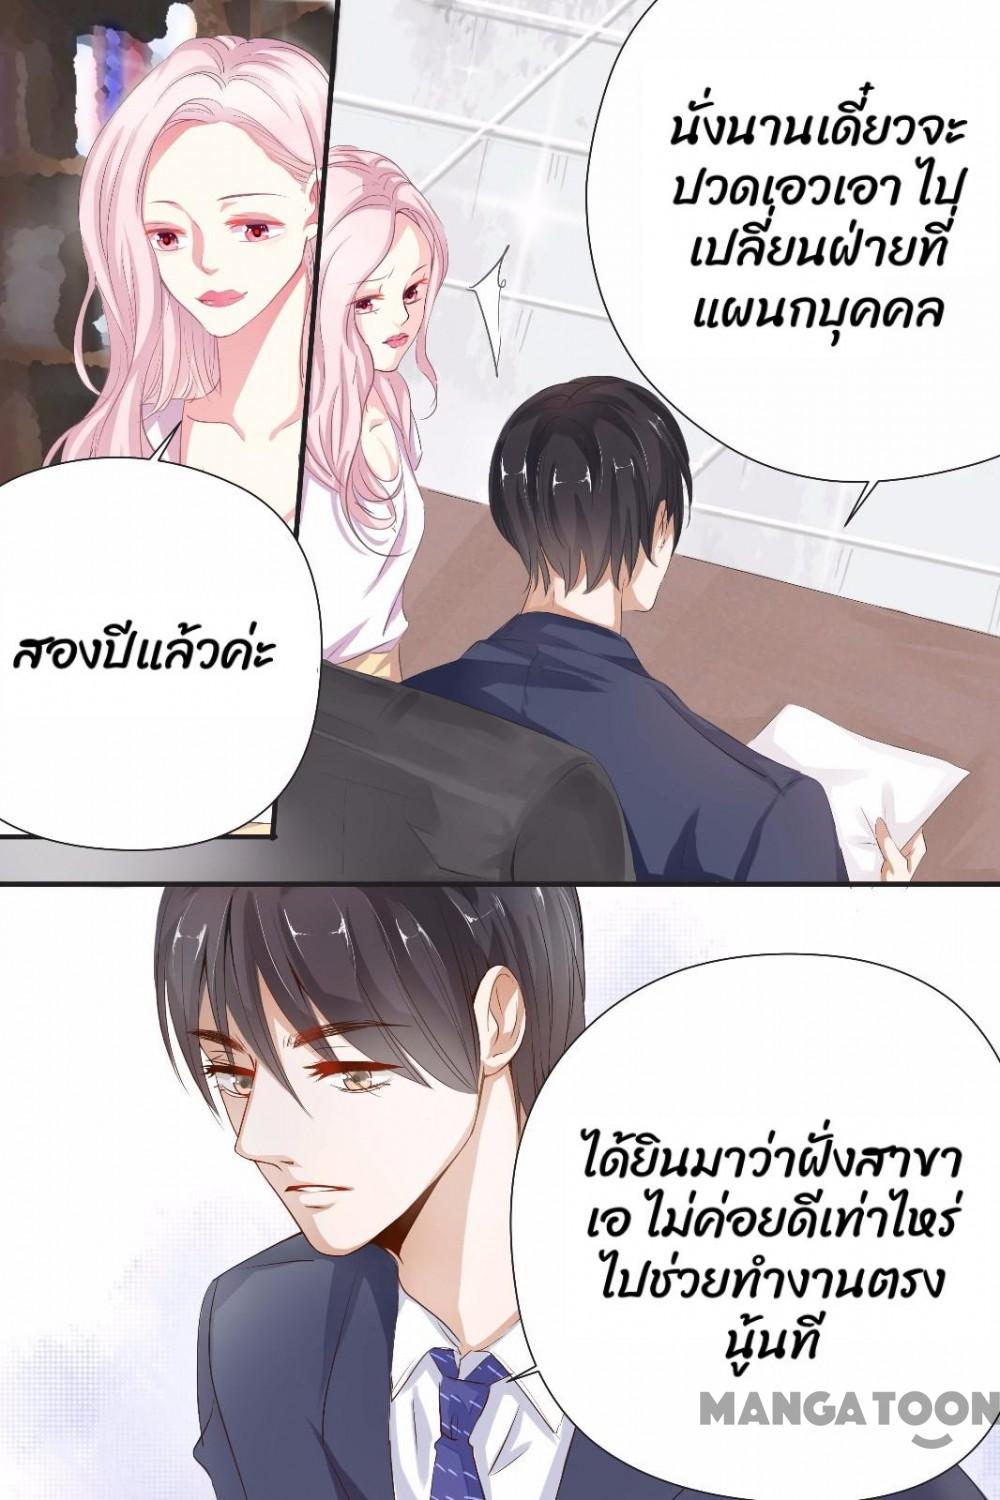 นั่งนานเดี๋ยวจะ
ปวดเอวเอา ไป
เปลี่ยนฝ่ายที่
แผนกบุคคล
สองปีแล้วค่ะ
ได้ยินมาว่าฝั่งสาขา
เอ ไม่ค่อยดีเท่าไหร่
ไปช่วยทำงานตรง
นู้นที
MANGATOON